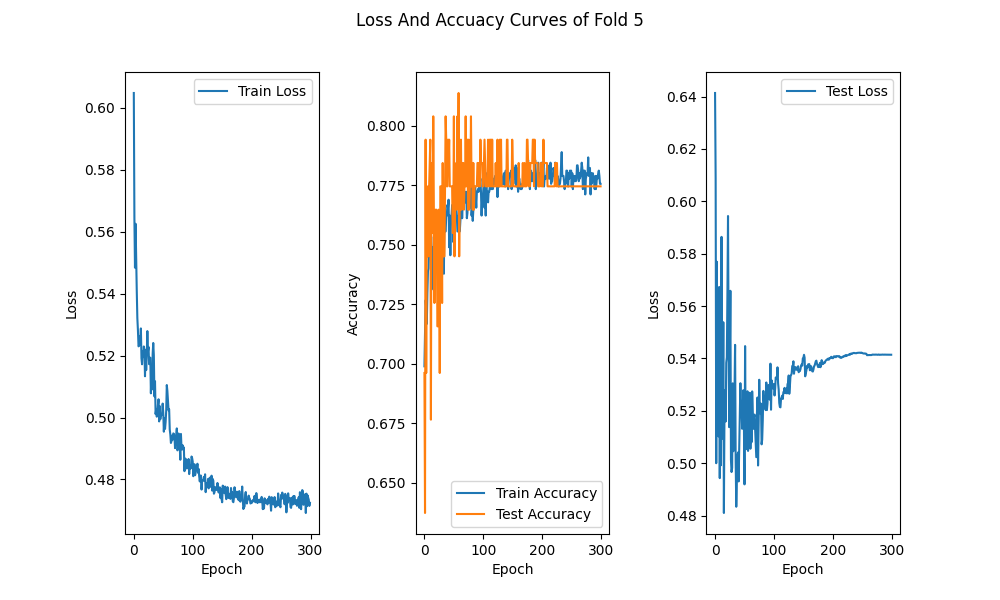 Loss And Accuacy Curves of Fold 5
Train Loss
0.60
0.58
0.56
0.54
0.52
0.50
0.48
Loss
0 100 200 300
Epoch
0.800
0.775
0.750
0.725
0.700
0.675
0.650
Accuracy
Train Accuracy
Test Accuracy
0 100 200 300
Epoch
Test Loss
0.64
0.62
0.60
0.58
0.56
0.54
0.52
0.50
0.48
Loss
0 100 200 300
Epoch